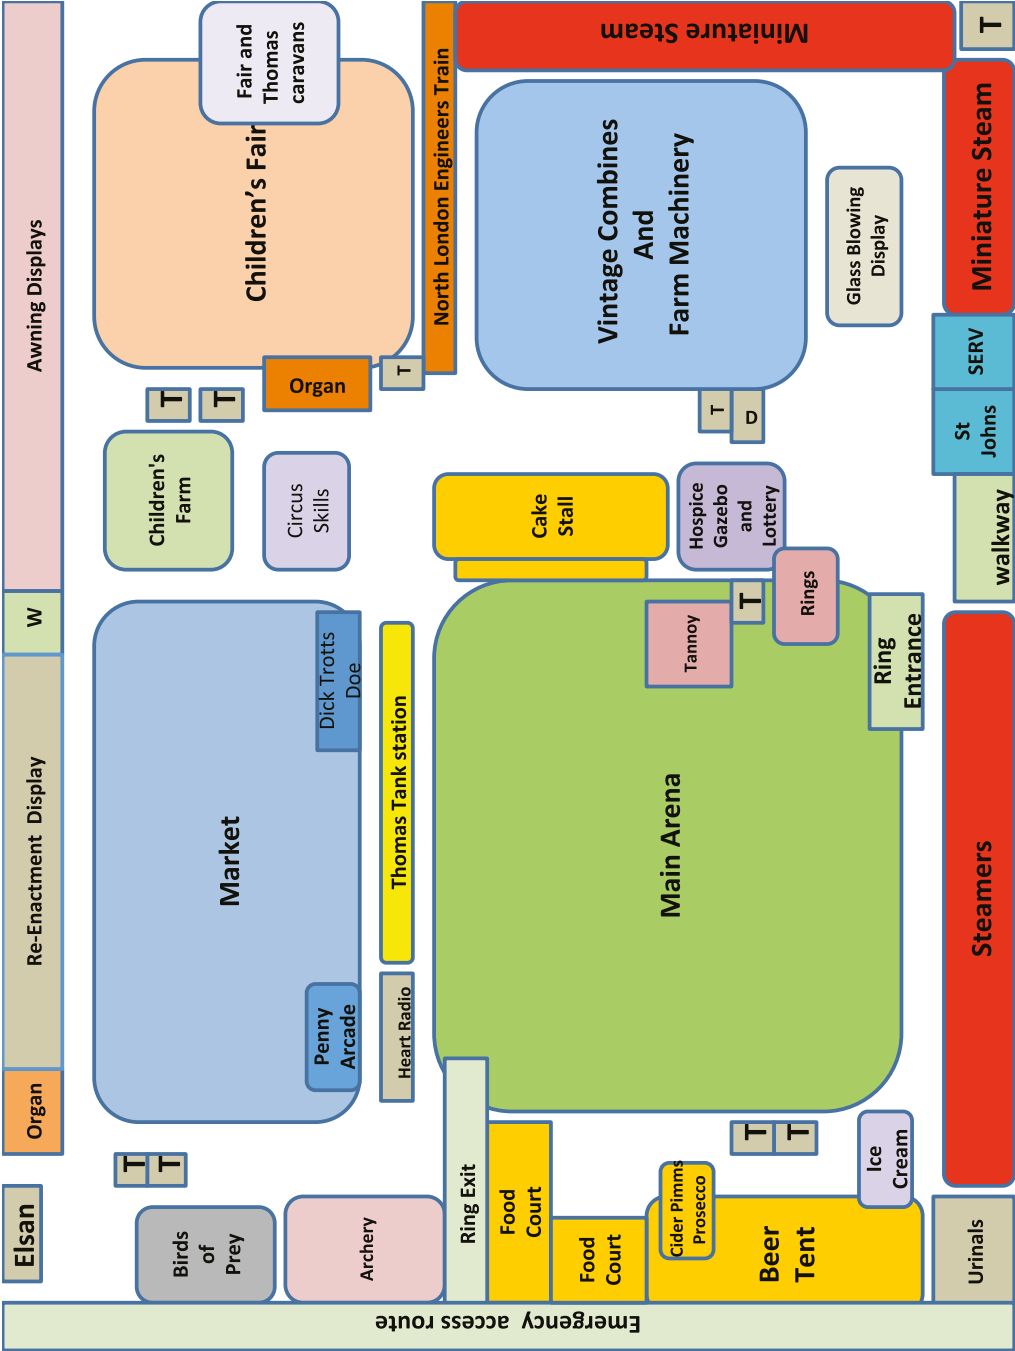 Fair and
Thomas
caravans
Children's Fair
Awning Displays
North London Engineers Train
Miniature Steam
T
Miniature Steam
Vintage Combines
And
Farm Machinery
Glass Blowing
Display
SERV
St
Johns
walkway
Organ
T
T
T
T
D
Children's
Farm
Circus
Skills
Cake
Stall
Hospice
Gazebo
and
Lottery
Rings
T
Tannoy
Ring
Entrance
W
Re-Enactment Display
Organ
Elsan
Market
Dick Trotts
Doe
Thomas Tank station
Penny
Arcade
Heart Radio
Main Arena
Steamers
T
T
Birds
of
Prey
Archery
Ring Exit
Food
Court
Food
Court
Cider Pimms
Prosecco
Beer
Tent
T
T
Ice
Cream
Urinals
Emergency access route